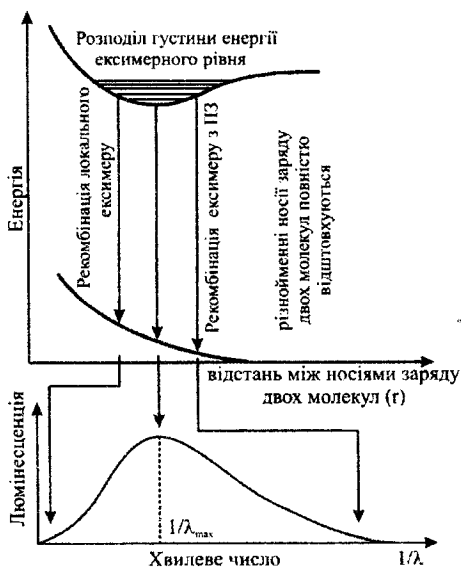 Розподіл густини енергії
ексимерного рівня
Енергія
Рекомбінація локального
ексимеру
Рекомбінація ексимеру з ПЗ
різнойменні носії заряду
двох молекул повністю
відштовхуються
відстань між носіями заряду
двох молекул (r)
Люмінесценція
1/λmax
Хвилеве число
1/λ